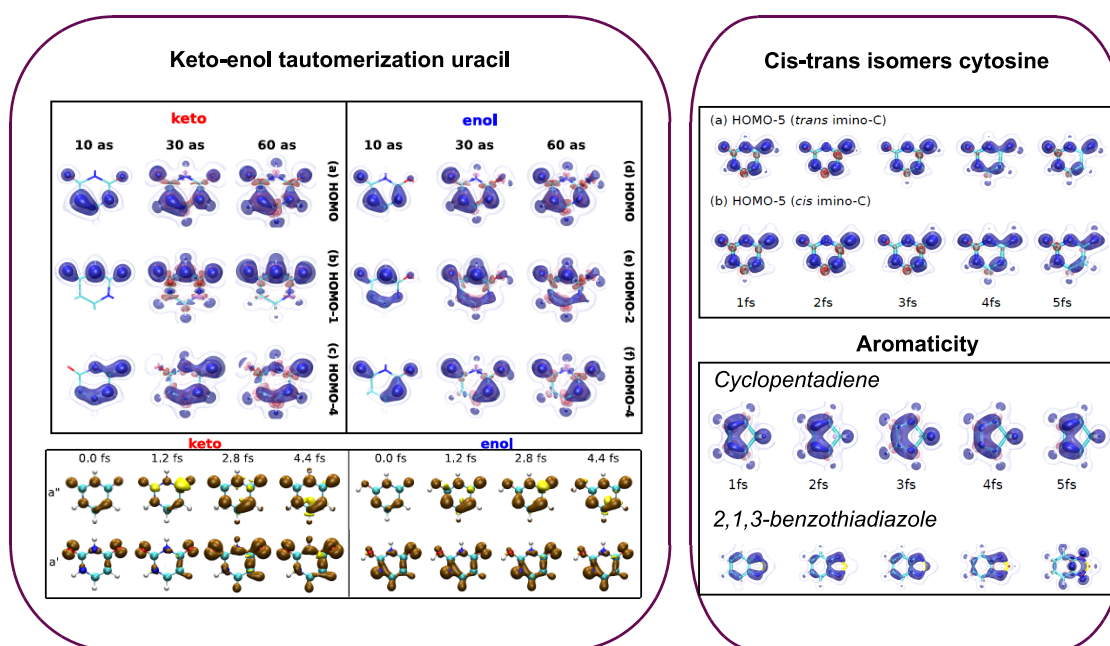 Keto-enol tautomerization uracil
keto
enol
10 as 30 as 60 as
10 as 30 as 60 as
(a) HOMO
(d) HOMO
(b) HOMO-1
(e) HOMO-2
(c) HOMO-4
(f) HOMO-4
keto
enol
0.0 fs 1.2 fs 2.8 fs 4.4 fs
0.0 fs 1.2 fs 2.8 fs 4.4 fs
a"
a'
Cis-trans isomers cytosine
(a) HOMO-5 (trans imino-C)
(b) HOMO-5 (cis imino-C)
1fs 2fs 3fs 4fs 5fs
Aromaticity
Cyclopentadiene
1fs 2fs 3fs 4fs 5fs
2,1,3-benzothiadiazole